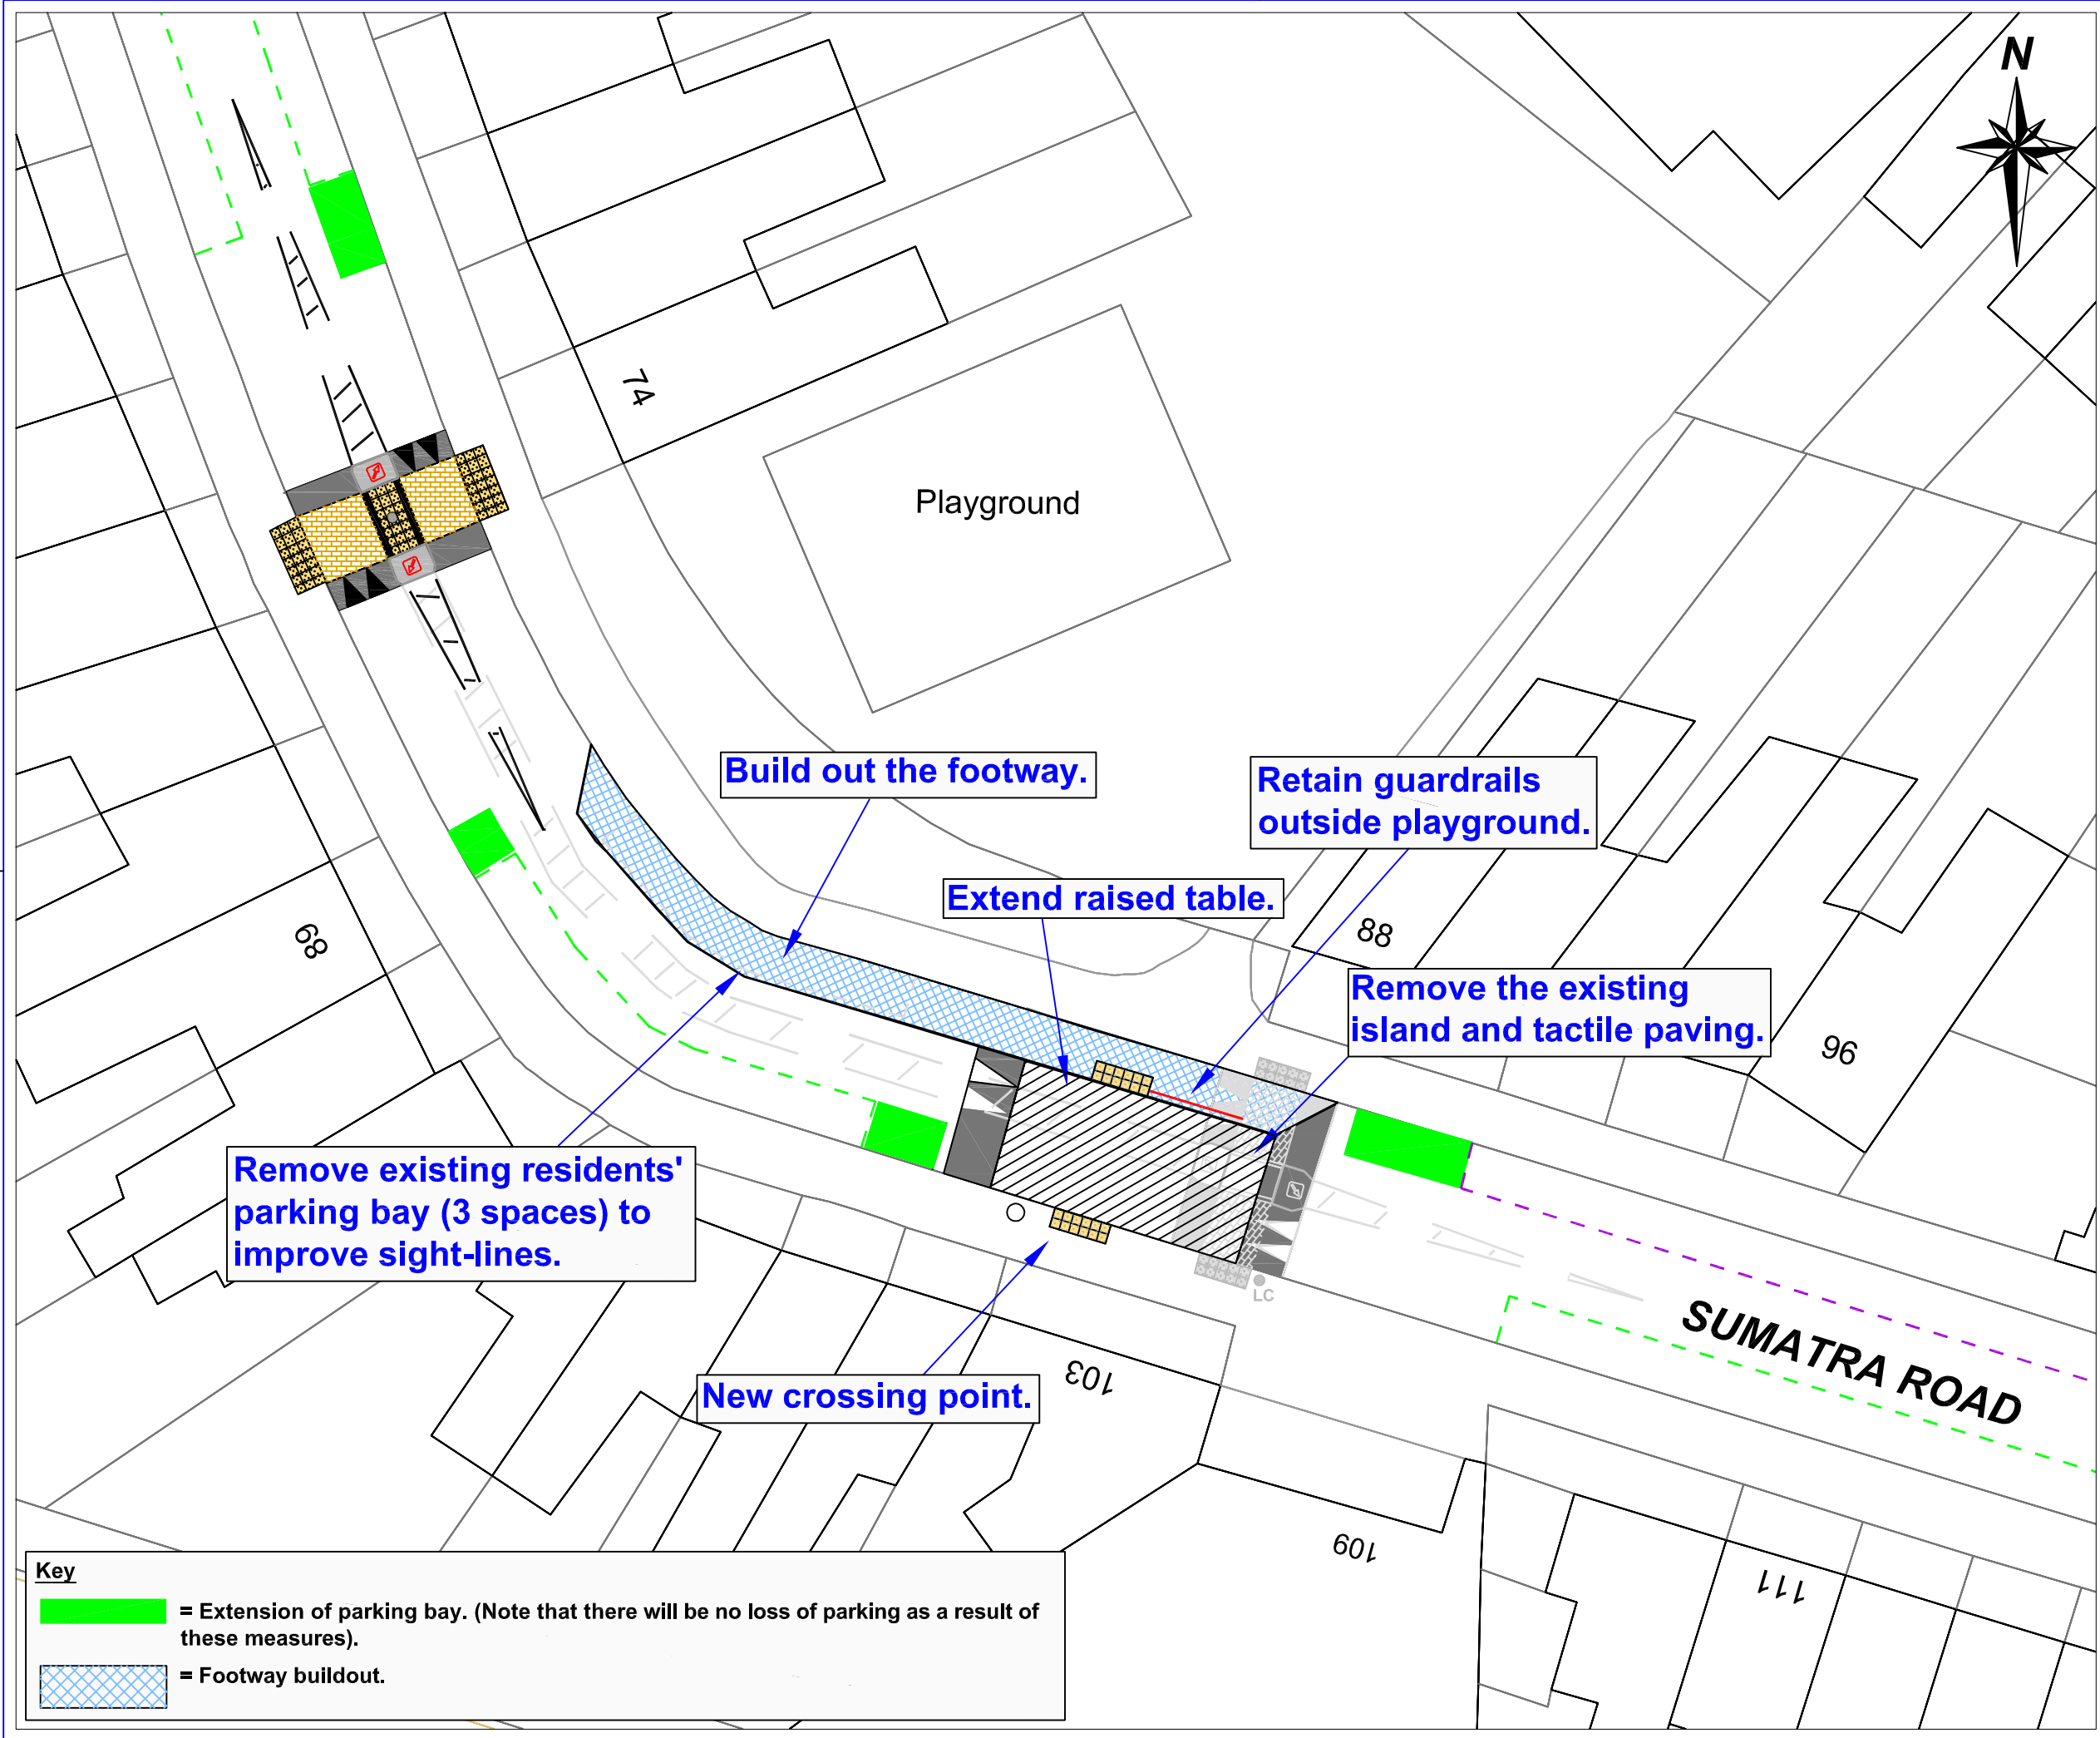 N
74
Playground
Build out the footway.
Retain guardrails
outside playground.
Extend raised table.
88
68
Remove the existing
island and tactile paving.
96
Remove existing residents'
parking bay (3 spaces) to
improve sight-lines.
LC
SUMATRA ROAD
New crossing point.
103
109
111
Key
= Extension of parking bay. (Note that there will be no loss of parking as a result of
these measures).
= Footway buildout.